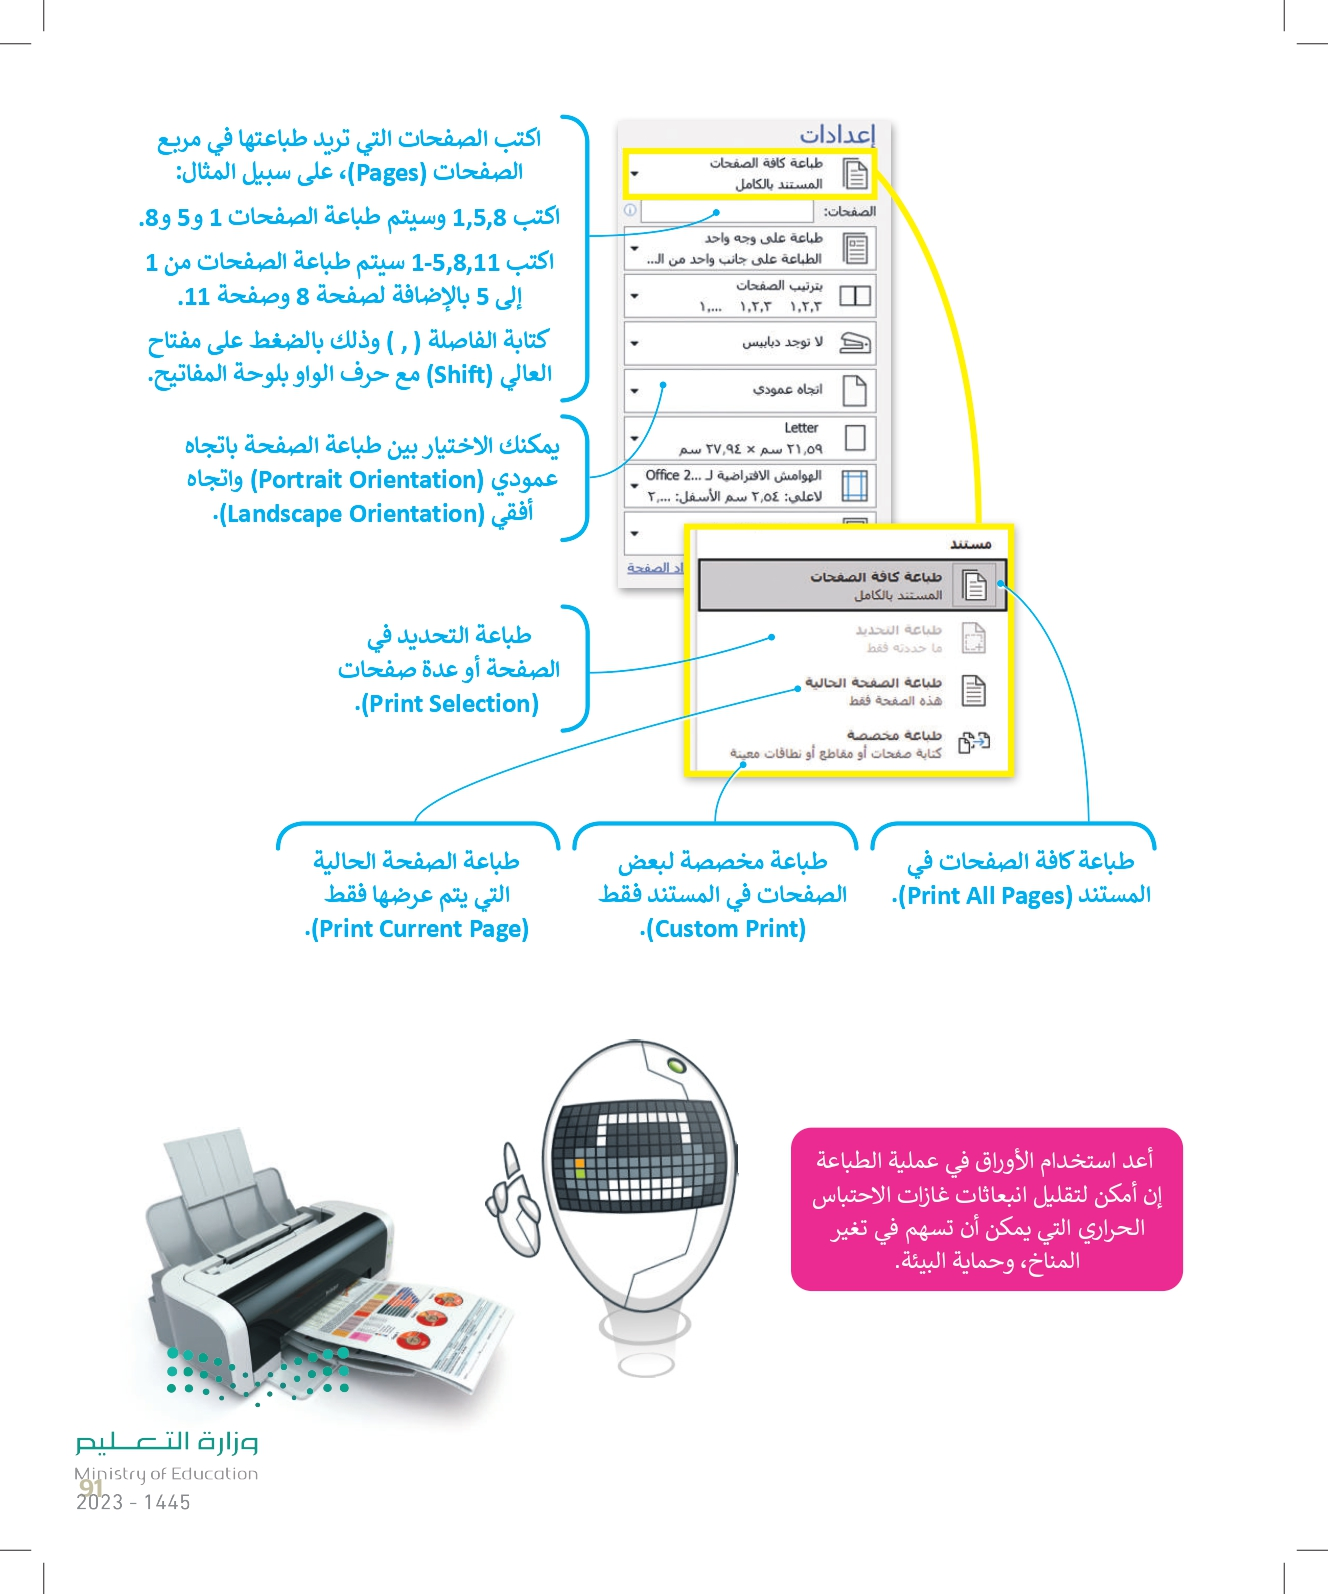 إعدادات
طباعة كافة الصفحات
المستند بالكامل
الصفحات:
طباعة على وجه واحد
الطباعة على جانب واحد من الـ...
بترتيب الصفحات
١,٢,٣ ١,٢,٣ ١,...
لا توجد دبابيس
اتجاه عمودي
Letter
٢١,٥٩ سم × ٢٧,٩٤ سم
الهوامش الافتراضية لـ Office 2...
لاعلى: ٢,٥٤ سم الأسفل: ٢,...
اد الصفحة
اكتب الصفحات التي تريد طباعتها في مربع
الصفحات (Pages)، على سبيل المثال:
اكتب 1,5,8 وسيتم طباعة الصفحات 1 و5 و8.
اكتب 1-5,8,11 سيتم طباعة الصفحات من 1
إلى 5 بالإضافة لصفحة 8 وصفحة 11.
كتابة الفاصلة ( , ) وذلك بالضغط على مفتاح
العالي (Shift) مع حرف الواو بلوحة المفاتيح.
يمكنك الاختيار بين طباعة الصفحة باتجاه
عمودي (Portrait Orientation) واتجاه
أفقي (Landscape Orientation).
مستند
طباعة كافة الصفحات
المستند بالكامل
طباعة التحديد
ما حددته فقط
طباعة الصفحة الحالية
هذه الصفحة فقط
طباعة مخصصة
كتابة صفحات أو مقاطع أو نطاقات معينة
طباعة التحديد في
الصفحة أو عدة صفحات
(Print Selection).
طباعة كافة الصفحات في
المستند (Print All Pages).
طباعة مخصصة لبعض
الصفحات في المستند فقط
(Custom Print).
طباعة الصفحة الحالية
التي يتم عرضها فقط
(Print Current Page).
أعد استخدام الأوراق في عملية الطباعة
إن أمكن لتقليل انبعاثات غازات الاحتباس
الحراري التي يمكن أن تسهم في تغير
المناخ، وحماية البيئة.
وزارة التعليم
Ministry of Education
91
2023 - 1445